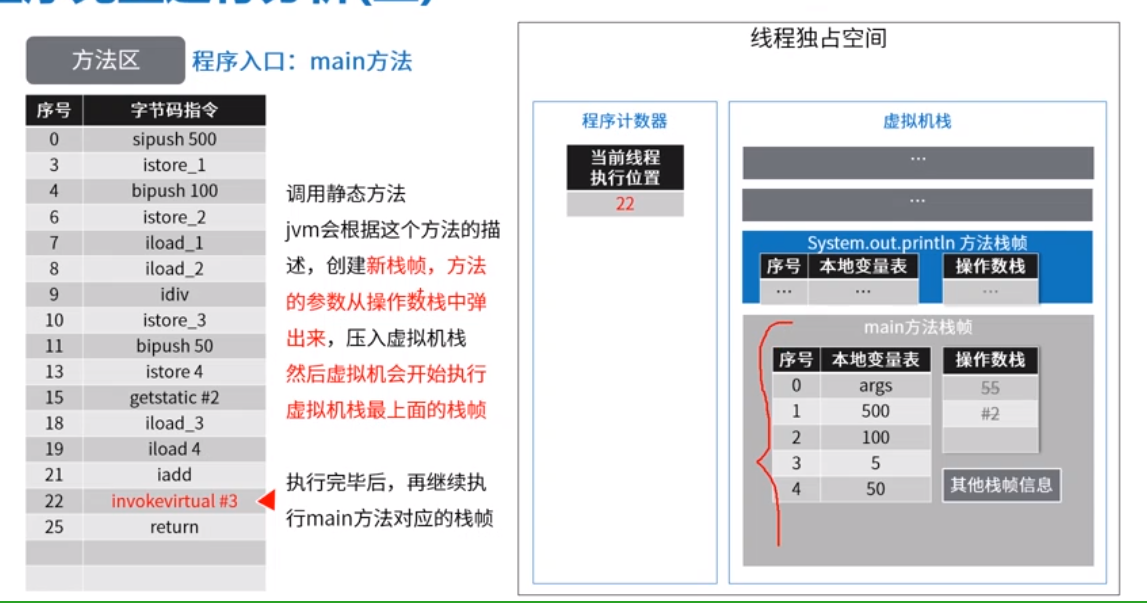 方法区 程序入口：main方法
序号 字节码指令
0 sipush 500
3 istore_1
4 bipush 100
6 istore_2
7 iload_1
8 iload_2
9 idiv
10 istore_3
11 bipush 50
13 istore 4
15 getstatic #2
18 iload_3
19 iload 4
21 iadd
22 invokevirtual #3
25 return
调用静态方法
jvm会根据这个方法的描
述，创建新栈帧，方法
的参数从操作数栈中弹
出来，压入虚拟机栈
然后虚拟机会开始执行
虚拟机栈最上面的栈帧
执行完毕后，再继续执
行main方法对应的栈帧
线程独占空间
程序计数器
当前线程
执行位置
22
虚拟机栈
...
...
System.out.println 方法栈帧
序号 本地变量表 操作数栈
... ... ...
main方法栈帧
序号 本地变量表 操作数栈
0 args 55
1 500 #2
2 100
3 5
4 50
其他栈帧信息